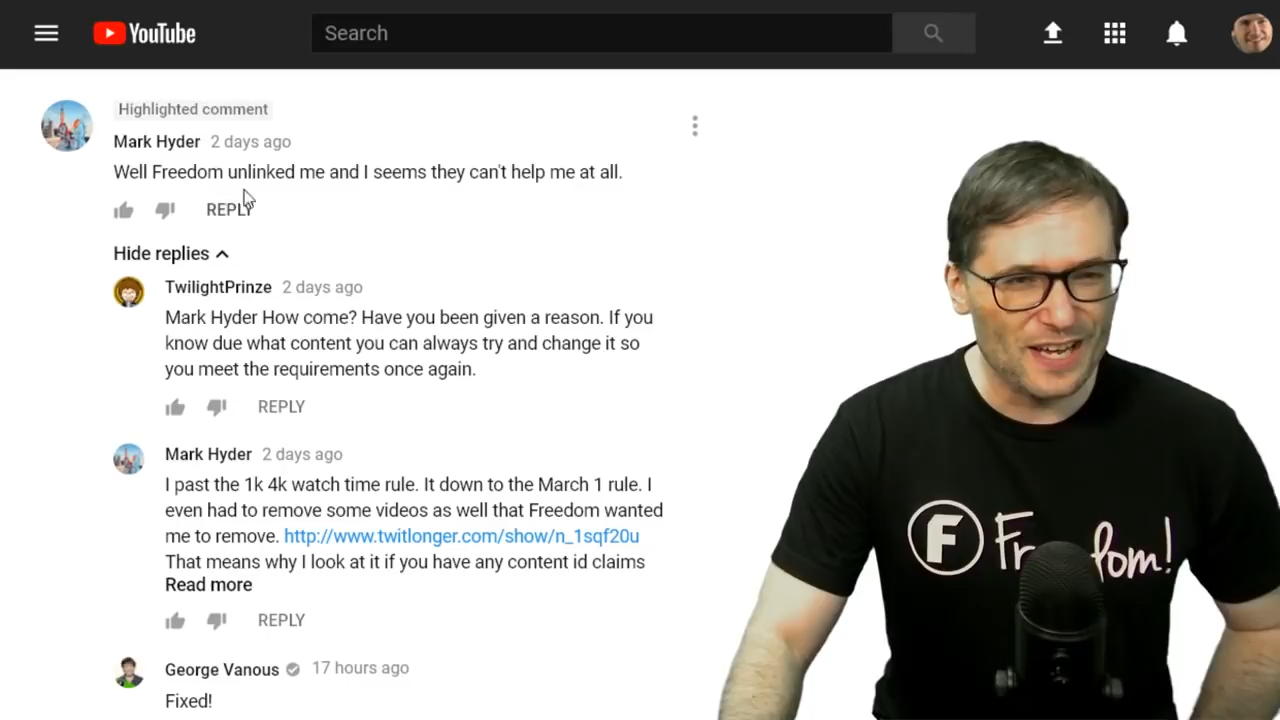 YouTube
Search
Highlighted comment
Mark Hyder 2 days ago
Well Freedom unlinked me and I seems they can't help me at all.
REPLY
Hide replies
TwilightPrinze 2 days ago
Mark Hyder How come? Have you been given a reason. If you
know due what content you can always try and change it so
you meet the requirements once again.
REPLY
Mark Hyder 2 days ago
I past the 1k 4k watch time rule. It down to the March 1 rule. I
even had to remove some videos as well that Freedom wanted
me to remove. http://www.twitlonger.com/show/n_1sqf20u
That means why I look at it if you have any content id claims
Read more
REPLY
George Vanous 17 hours ago
Fixed!